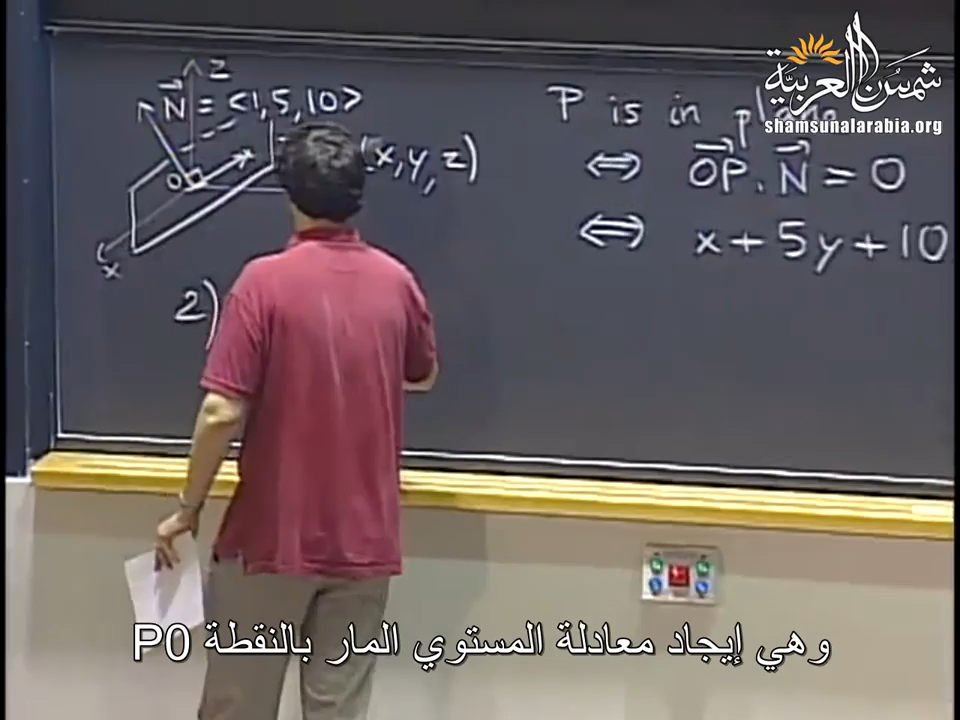 شمس العربية
shamsunalarabia.org
z
N = <1, 5, 10>
(x, y, z)
O
x
2)
P is in plane
⇔ OP . N = 0
⇔ x + 5y + 10
وهي إيجاد معادلة المستوي المار بالنقطة P0